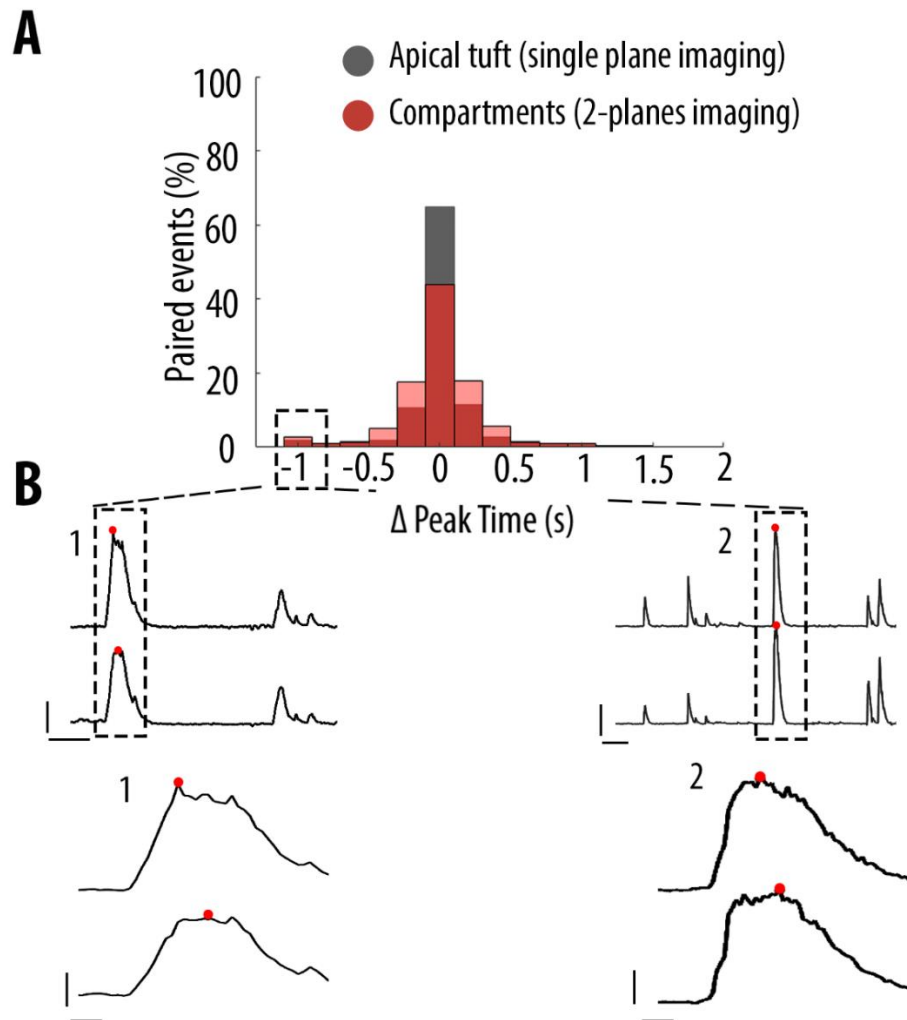 A
Apical tuft (single plane imaging)
Compartments (2-planes imaging)
100
80
60
40
20
0
Paired events (%)
-1 -0.5 0 0.5 1 1.5 2
Δ Peak Time (s)
B
1
2
1
2